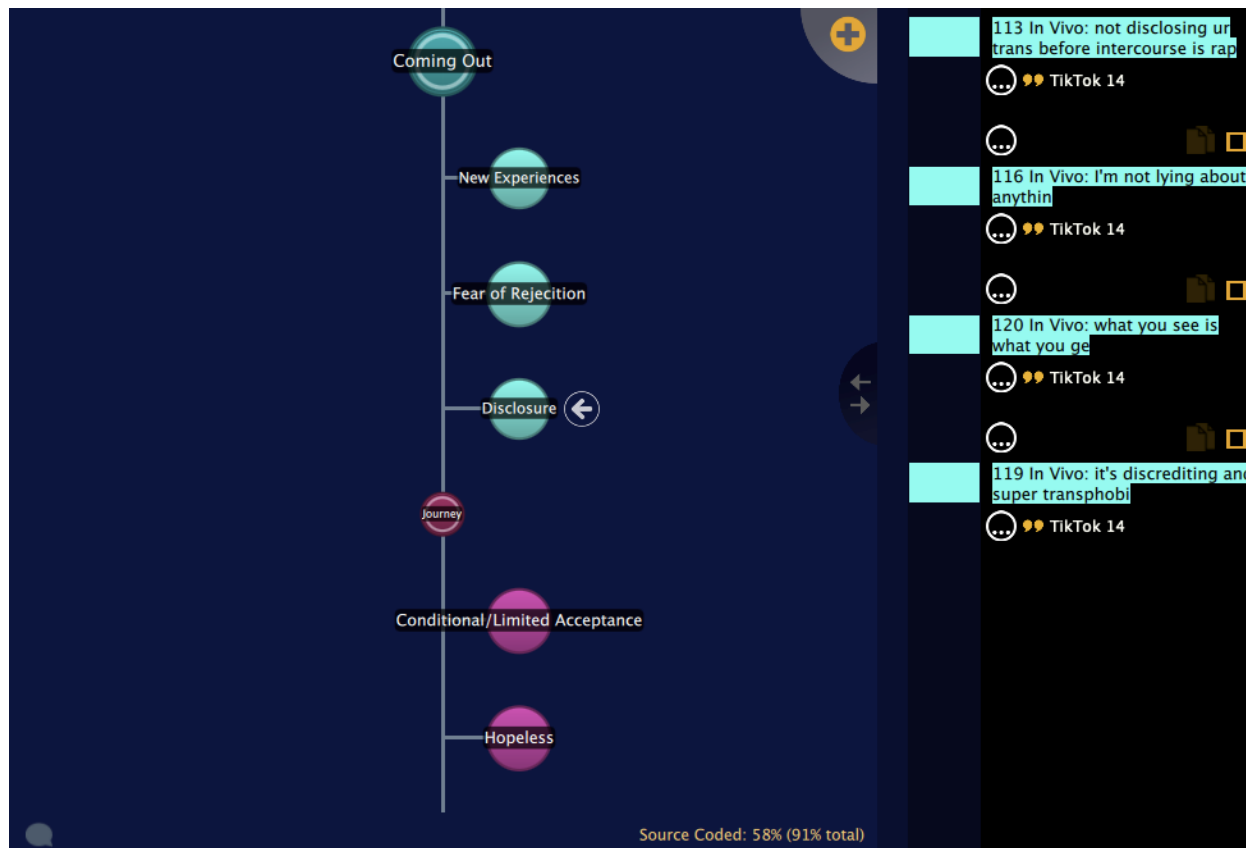 Coming Out
New Experiences
Fear of Rejecition
Disclosure
Journey
Conditional/Limited Acceptance
Hopeless
Source Coded: 58% (91% total)
113 In Vivo: not disclosing ur
trans before intercourse is rap
TikTok 14
116 In Vivo: I'm not lying about
anythin
TikTok 14
120 In Vivo: what you see is
what you ge
TikTok 14
119 In Vivo: it's discrediting and
super transphobi
TikTok 14